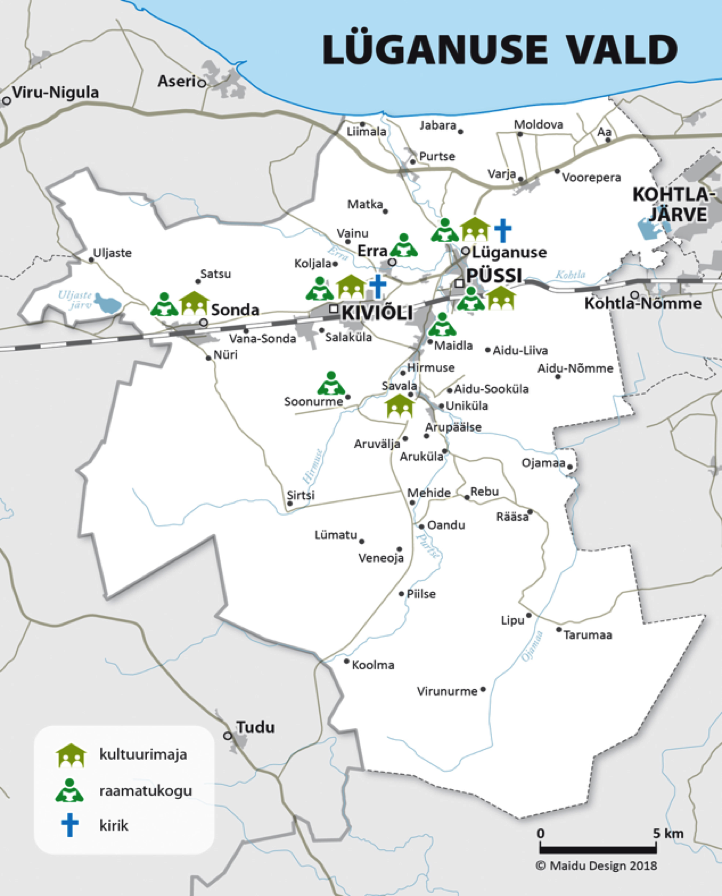 LÜGANUSE VALD
Aseri
Viru-Nigula
Liimala
Jabara
Moldova
Aa
Purtse
Varja
Voorepera
KOHTLA-
JÄRVE
Matka
Vainu
Erra
Erra
Lüganuse
Koljala
PÜSSI
Kohtla
Uljaste
Satsu
Uljaste
järv
Sonda
KIVIÕLI
Kohtla-Nõmme
Vana-Sonda
Salaküla
Maidla
Nüri
Aidu-Liiva
Hirmuse
Aidu-Nõmme
Savala
Aidu-Sooküla
Soonurme
Uniküla
Arupäälse
Aruvälja
Aruküla
Ojamaa
Hirmuse
Sirtsi
Mehide
Rebu
Rääsa
Oandu
Lümatu
Purtse
Veneoja
Piilse
Lipu
Tarumaa
Ojamaa
Koolma
Virunurme
Tudu
kultuurimaja
raamatukogu
kirik
0 5 km
© Maidu Design 2018